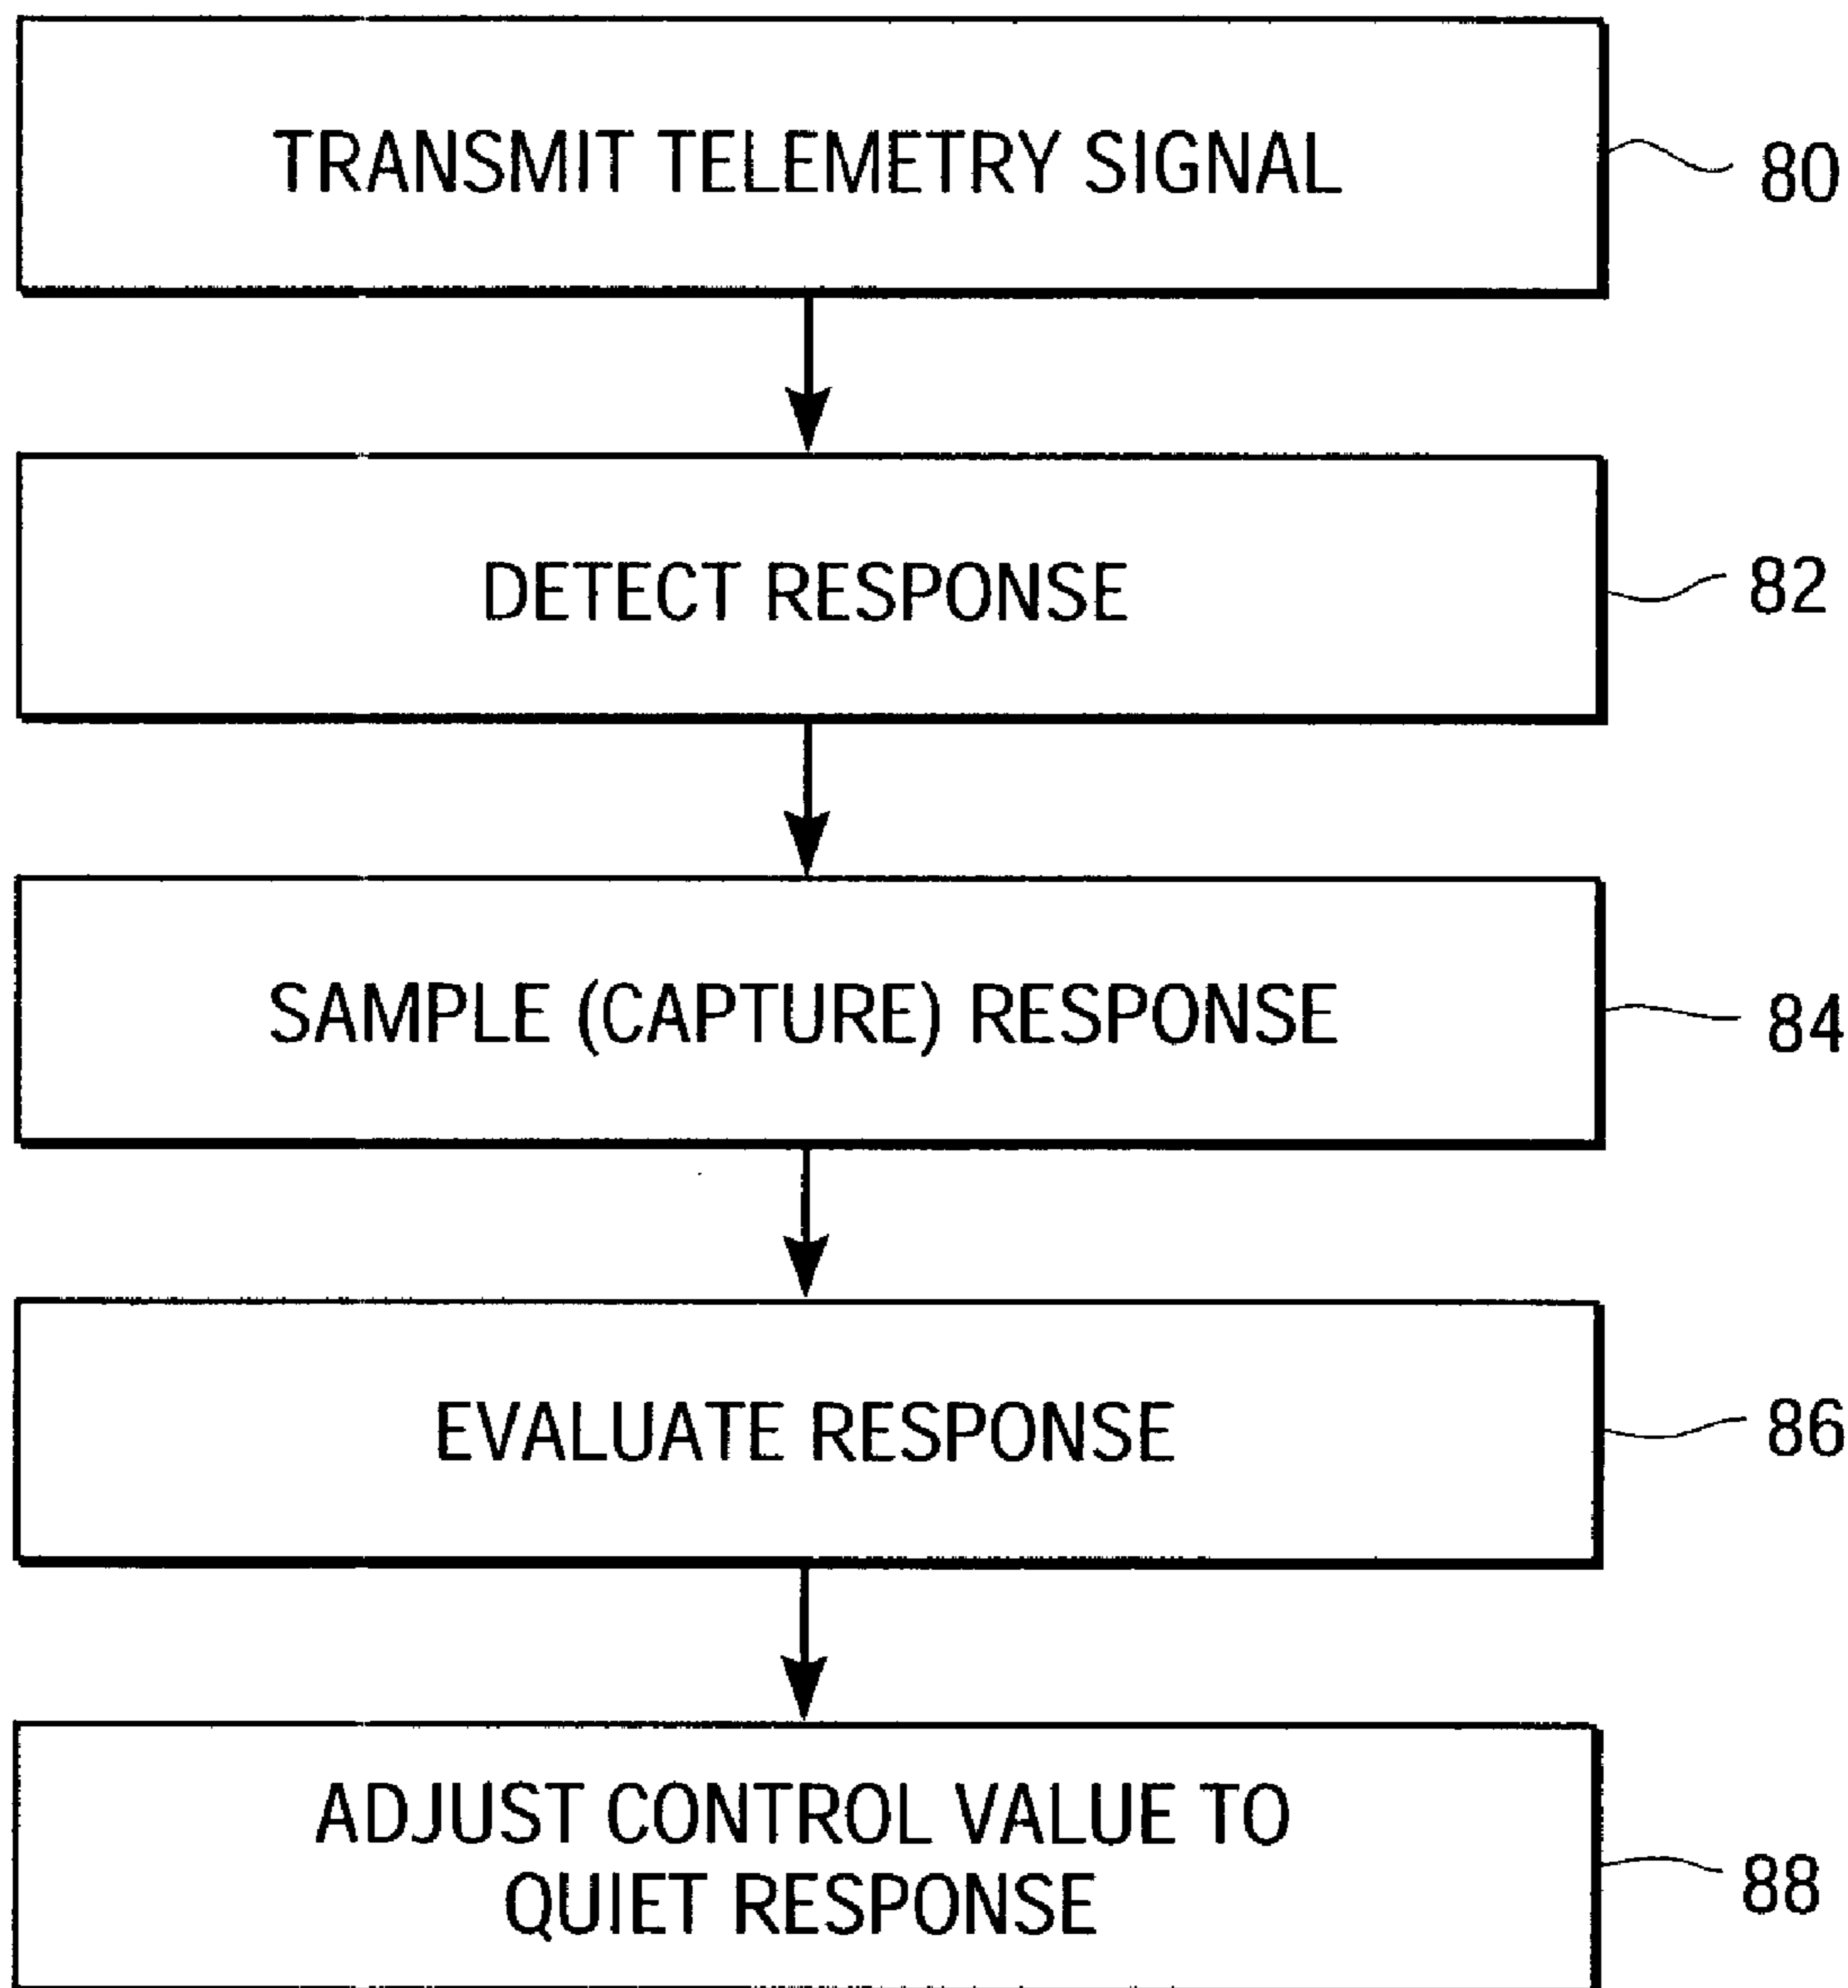 TRANSMIT TELEMETRY SIGNAL
80
DETECT RESPONSE
82
SAMPLE (CAPTURE) RESPONSE
84
EVALUATE RESPONSE
86
ADJUST CONTROL VALUE TO
QUIET RESPONSE
88